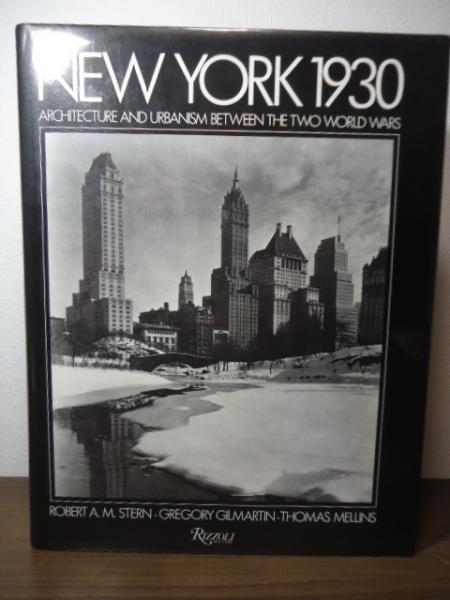 NEW YORK 1930
ARCHITECTURE AND URBANISM BETWEEN THE TWO WORLD WARS
ROBERT A. M. STERN · GREGORY GILMARTIN · THOMAS MELLINS
RIZZOLI